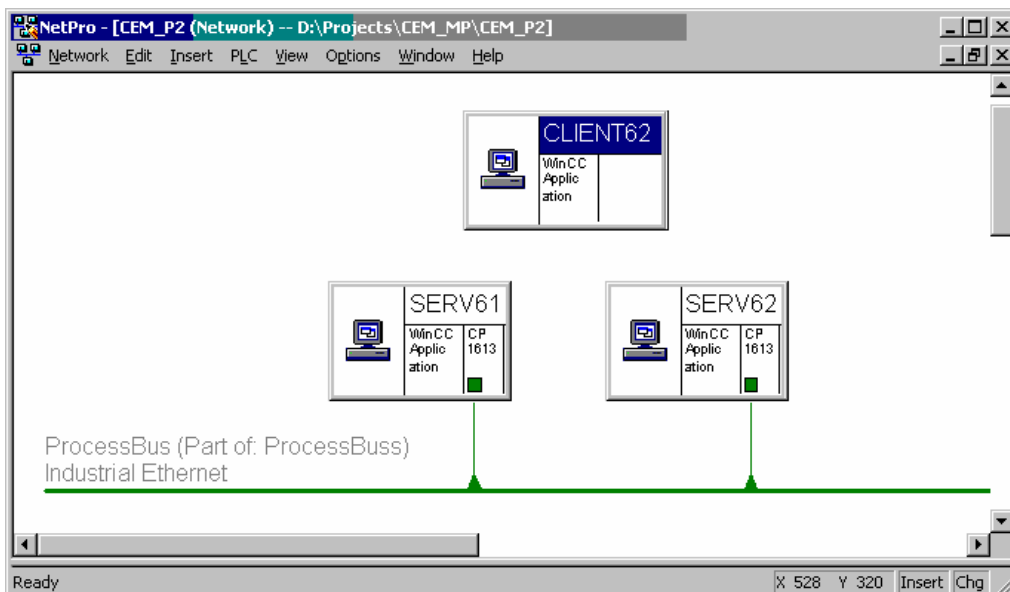 NetPro - [CEM_P2 (Network) -- D:\Projects\CEM_MP\CEM_P2]
Network Edit Insert PLC View Options Window Help
CLIENT62
WinCC
Applic
ation
SERV61
WinCC
Applic
ation
CP
1613
SERV62
WinCC
Applic
ation
CP
1613
ProcessBus (Part of: ProcessBuss)
Industrial Ethernet
Ready X 528 Y 320 Insert Chg